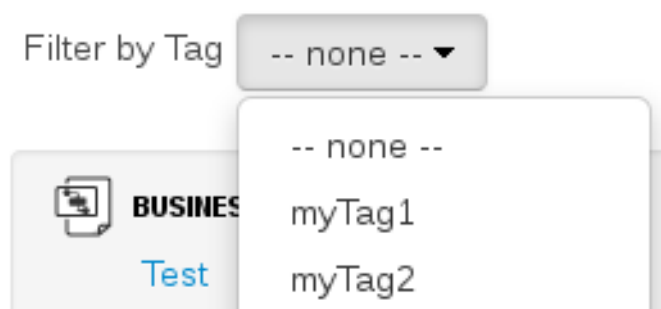 Filter by Tag -- none --
-- none --
BUSINES
myTag1
Test
myTag2